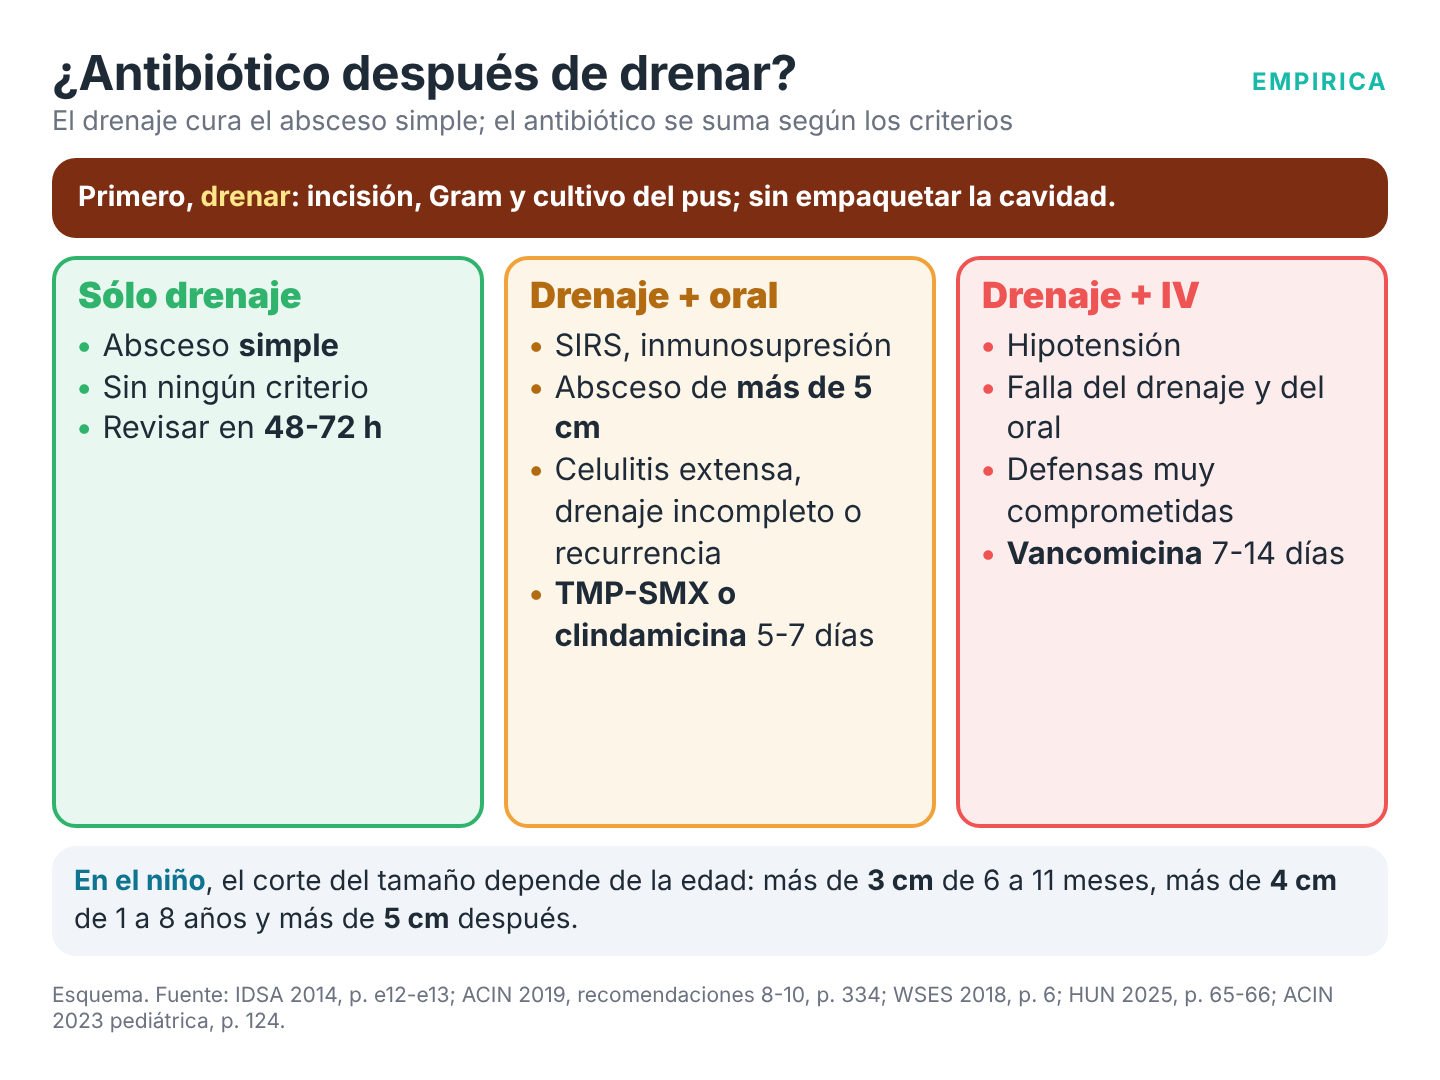 ¿Antibiótico después de drenar?
EMPIRICA
El drenaje cura el absceso simple; el antibiótico se suma según los criterios
Primero, drenar: incisión, Gram y cultivo del pus; sin empaquetar la cavidad.
Sólo drenaje
• Absceso simple
• Sin ningún criterio
• Revisar en 48-72 h
Drenaje + oral
• SIRS, inmunosupresión
• Absceso de más de 5
cm
• Celulitis extensa,
drenaje incompleto o
recurrencia
• TMP-SMX o
clindamicina 5-7 días
Drenaje + IV
• Hipotensión
• Falla del drenaje y del
oral
• Defensas muy
comprometidas
• Vancomicina 7-14 días
En el niño, el corte del tamaño depende de la edad: más de 3 cm de 6 a 11 meses, más de 4 cm
de 1 a 8 años y más de 5 cm después.
Esquema. Fuente: IDSA 2014, p. e12-e13; ACIN 2019, recomendaciones 8-10, p. 334; WSES 2018, p. 6; HUN 2025, p. 65-66; ACIN
2023 pediátrica, p. 124.